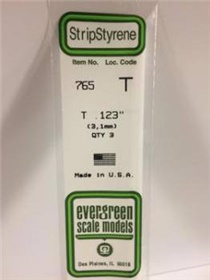 StripStyrene
Item No. Loc. Code
765 T
T .123"
(3,1mm)
QTY 3
Made in U.S.A.
evergreen
scale models
Des Plaines, IL 60018